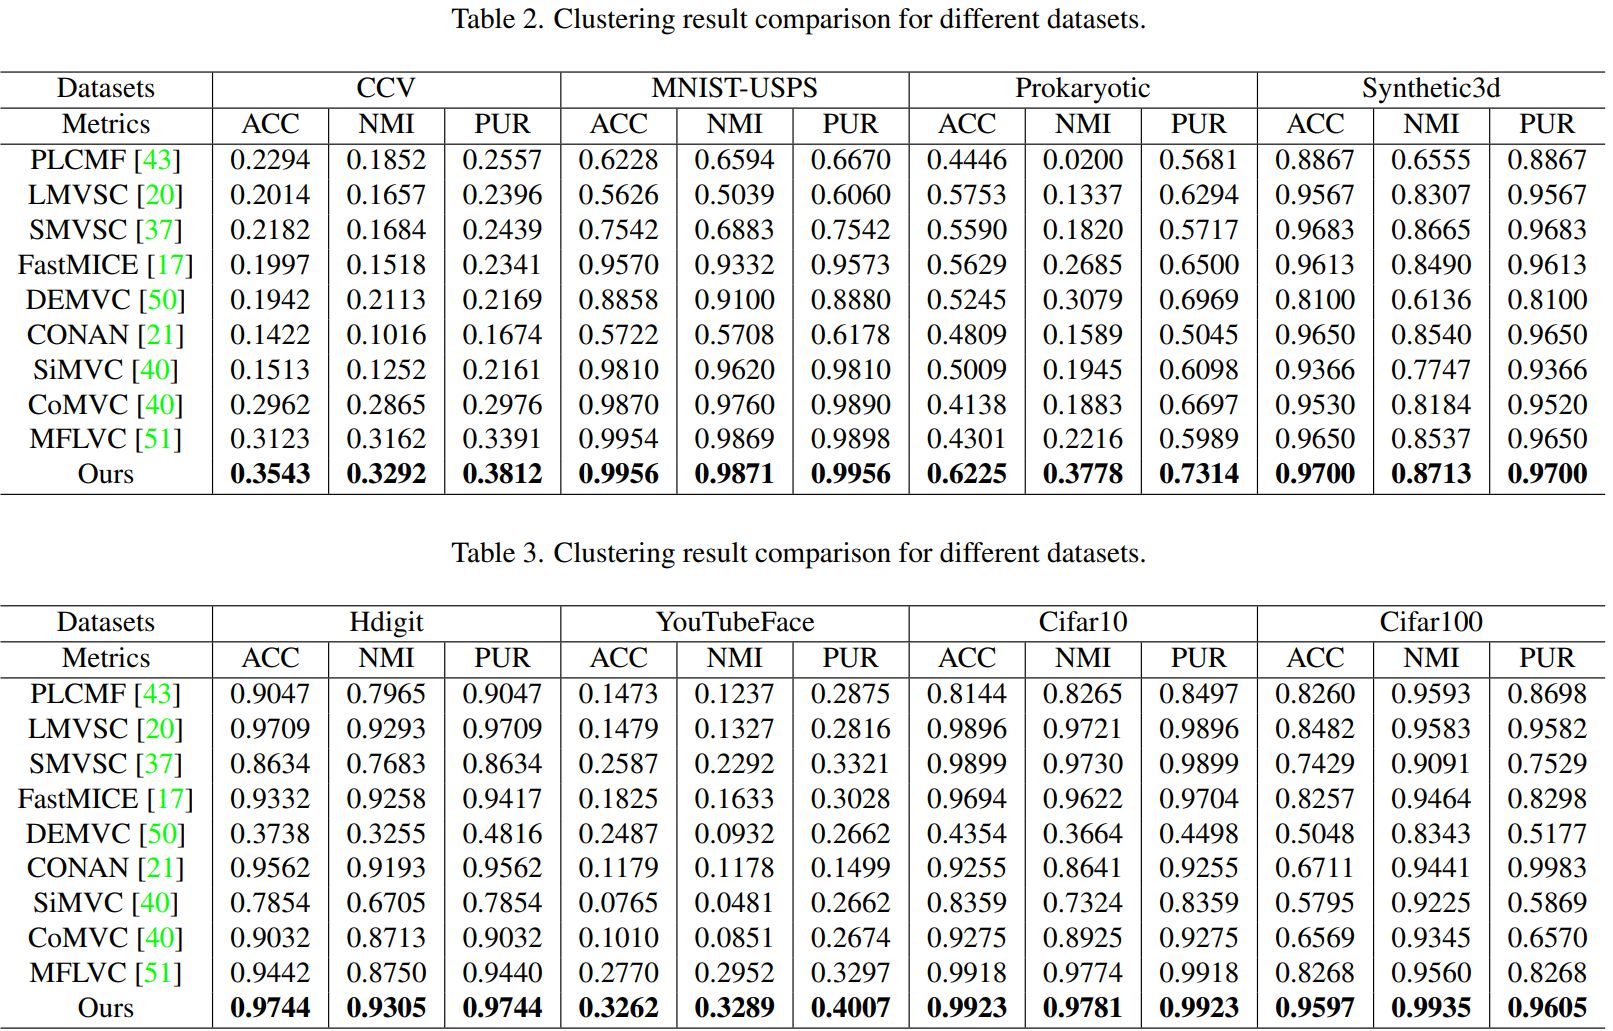 Table 2. Clustering result comparison for different datasets.
Datasets CCV MNIST-USPS Prokaryotic Synthetic3d
Metrics ACC NMI PUR ACC NMI PUR ACC NMI PUR ACC NMI PUR
PLCMF [43] 0.2294 0.1852 0.2557 0.6228 0.6594 0.6670 0.4446 0.0200 0.5681 0.8867 0.6555 0.8867
LMVSC [20] 0.2014 0.1657 0.2396 0.5626 0.5039 0.6060 0.5753 0.1337 0.6294 0.9567 0.8307 0.9567
SMVSC [37] 0.2182 0.1684 0.2439 0.7542 0.6883 0.7542 0.5590 0.1820 0.5717 0.9683 0.8665 0.9683
FastMICE [17] 0.1997 0.1518 0.2341 0.9570 0.9332 0.9573 0.5629 0.2685 0.6500 0.9613 0.8490 0.9613
DEMVC [50] 0.1942 0.2113 0.2169 0.8858 0.9100 0.8880 0.5245 0.3079 0.6969 0.8100 0.6136 0.8100
CONAN [21] 0.1422 0.1016 0.1674 0.5722 0.5708 0.6178 0.4809 0.1589 0.5045 0.9650 0.8540 0.9650
SiMVC [40] 0.1513 0.1252 0.2161 0.9810 0.9620 0.9810 0.5009 0.1945 0.6098 0.9366 0.7747 0.9366
CoMVC [40] 0.2962 0.2865 0.2976 0.9870 0.9760 0.9890 0.4138 0.1883 0.6697 0.9530 0.8184 0.9520
MFLVC [51] 0.3123 0.3162 0.3391 0.9954 0.9869 0.9898 0.4301 0.2216 0.5989 0.9650 0.8537 0.9650
Ours 0.3543 0.3292 0.3812 0.9956 0.9871 0.9956 0.6225 0.3778 0.7314 0.9700 0.8713 0.9700
Table 3. Clustering result comparison for different datasets.
Datasets Hdigit YouTubeFace Cifar10 Cifar100
Metrics ACC NMI PUR ACC NMI PUR ACC NMI PUR ACC NMI PUR
PLCMF [43] 0.9047 0.7965 0.9047 0.1473 0.1237 0.2875 0.8144 0.8265 0.8497 0.8260 0.9593 0.8698
LMVSC [20] 0.9709 0.9293 0.9709 0.1479 0.1327 0.2816 0.9896 0.9721 0.9896 0.8482 0.9583 0.9582
SMVSC [37] 0.8634 0.7683 0.8634 0.2587 0.2292 0.3321 0.9899 0.9730 0.9899 0.7429 0.9091 0.7529
FastMICE [17] 0.9332 0.9258 0.9417 0.1825 0.1633 0.3028 0.9694 0.9622 0.9704 0.8257 0.9464 0.8298
DEMVC [50] 0.3738 0.3255 0.4816 0.2487 0.0932 0.2662 0.4354 0.3664 0.4498 0.5048 0.8343 0.5177
CONAN [21] 0.9562 0.9193 0.9562 0.1179 0.1178 0.1499 0.9255 0.8641 0.9255 0.6711 0.9441 0.9983
SiMVC [40] 0.7854 0.6705 0.7854 0.0765 0.0481 0.2662 0.8359 0.7324 0.8359 0.5795 0.9225 0.5869
CoMVC [40] 0.9032 0.8713 0.9032 0.1010 0.0851 0.2674 0.9275 0.8925 0.9275 0.6569 0.9345 0.6570
MFLVC [51] 0.9442 0.8750 0.9440 0.2770 0.2952 0.3297 0.9918 0.9774 0.9918 0.8268 0.9560 0.8268
Ours 0.9744 0.9305 0.9744 0.3262 0.3289 0.4007 0.9923 0.9781 0.9923 0.9597 0.9935 0.9605